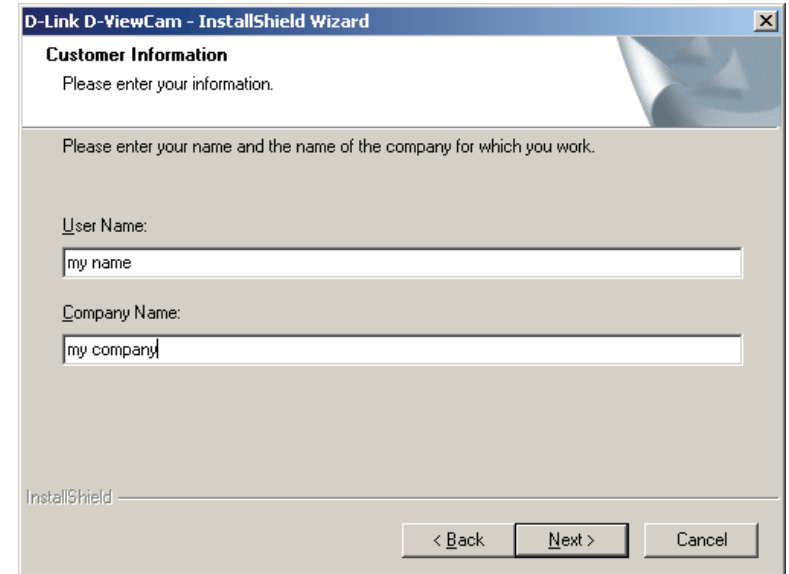 D-Link D-ViewCam - InstallShield Wizard
Customer Information
Please enter your information.
Please enter your name and the name of the company for which you work.
User Name:
my name
Company Name:
my company
InstallShield
< Back Next > Cancel